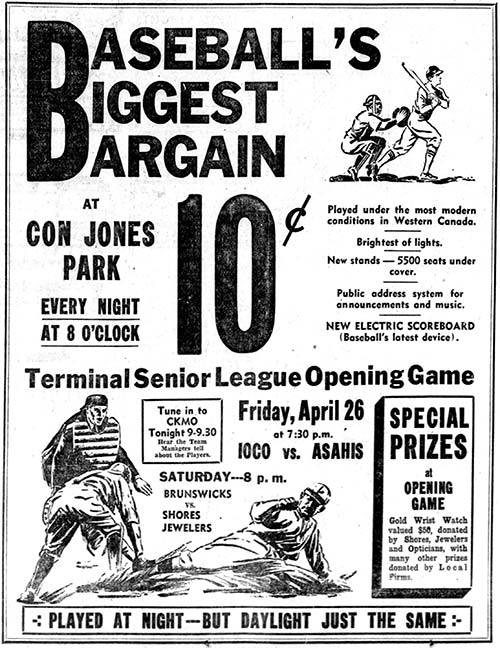 BASEBALL'S
BIGGEST
BARGAIN
AT
CON JONES
PARK
EVERY NIGHT
AT 8 O'CLOCK
10¢
Played under the most modern
conditions in Western Canada.
Brightest of lights.
New stands — 5500 seats under
cover.
Public address system for
announcements and music.
NEW ELECTRIC SCOREBOARD
(Baseball's latest device).
Terminal Senior League Opening Game
Tune in to
CKMO
Tonight 9-9.30
Hear the Team
Managers tell
about the Players.
Friday, April 26
at 7:30 p.m.
IOCO vs. ASAHIS
SATURDAY---8 p. m.
BRUNSWICKS
vs.
SHORES
JEWELERS
SPECIAL
PRIZES
at
OPENING
GAME
Gold Wrist Watch
valued $50, donated
by Shores, Jewelers
and Opticians, with
many other prizes
donated by Local
Firms.
-: PLAYED AT NIGHT---BUT DAYLIGHT JUST THE SAME :-